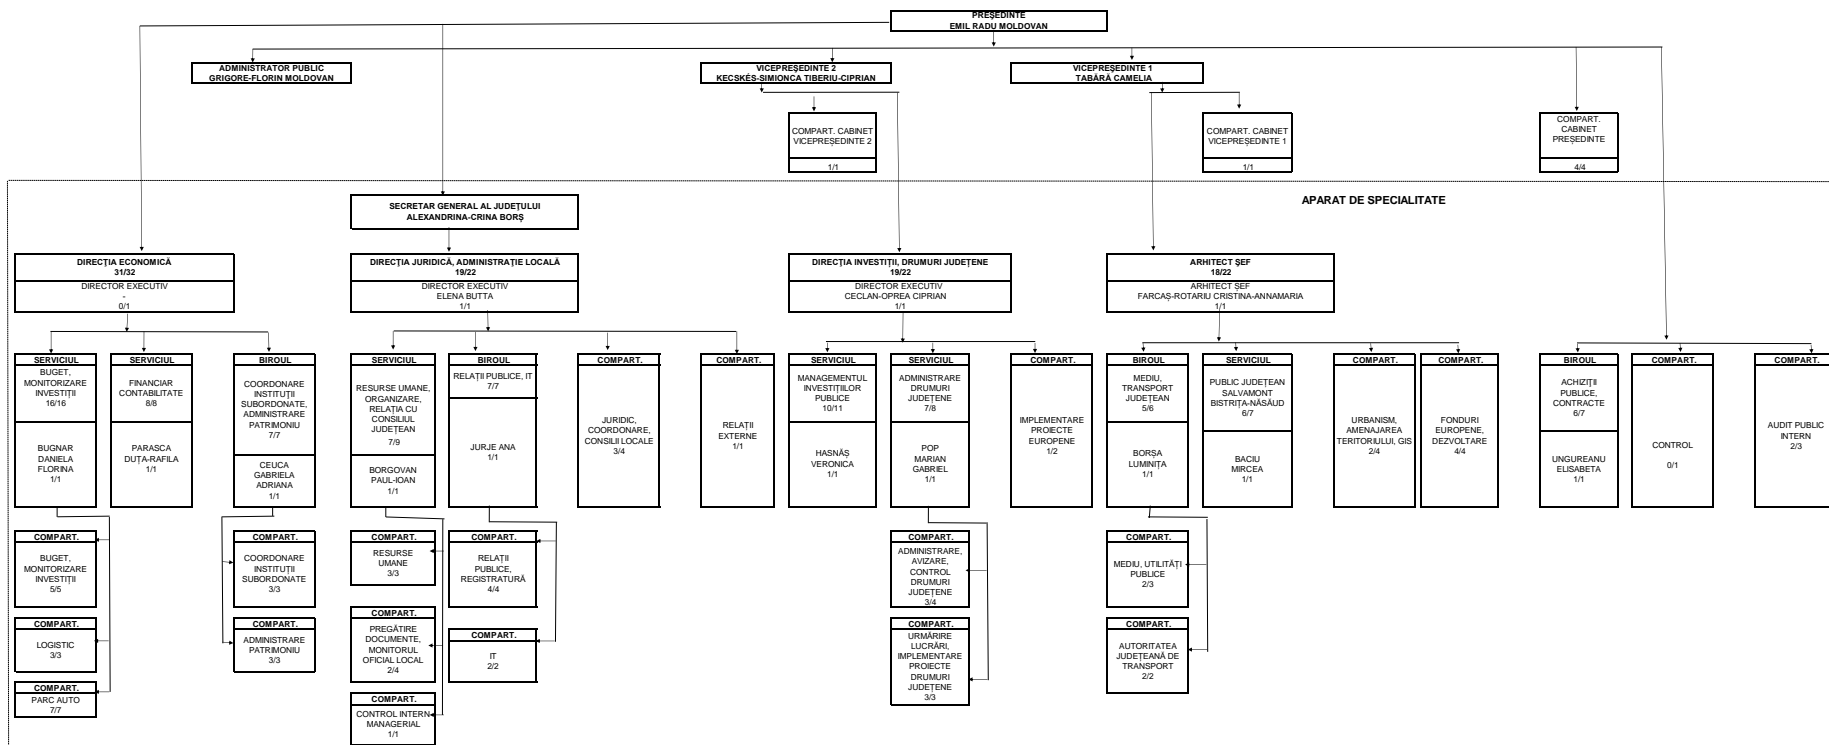 PREȘEDINTE
EMIL RADU MOLDOVAN
ADMINISTRATOR PUBLIC
GRIGORE-FLORIN MOLDOVAN
VICEPREȘEDINTE 2
KECSKÉS-SIMIONCA TIBERIU-CIPRIAN
VICEPREȘEDINTE 1
TABĂRĂ CAMELIA
COMPART. CABINET
VICEPREȘEDINTE 2
1/1
COMPART. CABINET
VICEPREȘEDINTE 1
1/1
COMPART.
CABINET
PREȘEDINTE
4/4
APARAT DE SPECIALITATE
SECRETAR GENERAL AL JUDEȚULUI
ALEXANDRINA-CRINA BORȘ
DIRECȚIA ECONOMICĂ
31/32
DIRECTOR EXECUTIV
-
0/1
DIRECȚIA JURIDICĂ, ADMINISTRAȚIE LOCALĂ
19/22
DIRECTOR EXECUTIV
ELENA BUTTA
1/1
DIRECȚIA INVESTIȚII, DRUMURI JUDEȚENE
19/22
DIRECTOR EXECUTIV
CECLAN-OPREA CIPRIAN
1/1
ARHITECT ȘEF
18/22
ARHITECT ȘEF
FARCAȘ-ROTARIU CRISTINA-ANNAMARIA
1/1
SERVICIUL
BUGET,
MONITORIZARE
INVESTIȚII
16/16
BUGNAR
DANIELA
FLORINA
1/1
SERVICIUL
FINANCIAR
CONTABILITATE
8/8
PARASCA
DUȚA-RAFILA
1/1
BIROUL
COORDONARE
INSTITUȚII
SUBORDONATE,
ADMINISTRARE
PATRIMONIU
7/7
CEUCA
GABRIELA
ADRIANA
1/1
SERVICIUL
RESURSE UMANE,
ORGANIZARE,
RELAȚIA CU
CONSILIUL
JUDEȚEAN
7/9
BORGOVAN
PAUL-IOAN
1/1
BIROUL
RELAȚII PUBLICE, IT
7/7
JURJE ANA
1/1
COMPART.
JURIDIC,
COORDONARE,
CONSILII LOCALE
3/4
COMPART.
RELAȚII
EXTERNE
1/1
SERVICIUL
MANAGEMENTUL
INVESTIȚIILOR
PUBLICE
10/11
HASNĂȘ
VERONICA
1/1
SERVICIUL
ADMINISTRARE
DRUMURI
JUDEȚENE
7/8
POP
MARIAN
GABRIEL
1/1
COMPART.
IMPLEMENTARE
PROIECTE
EUROPENE
1/2
BIROUL
MEDIU,
TRANSPORT
JUDEȚEAN
5/6
BORȘA
LUMINIȚA
1/1
SERVICIUL
PUBLIC JUDEȚEAN
SALVAMONT
BISTRIȚA-NĂSĂUD
6/7
BACIU
MIRCEA
1/1
COMPART.
URBANISM,
AMENAJAREA
TERITORIULUI, GIS
2/4
COMPART.
FONDURI
EUROPENE,
DEZVOLTARE
4/4
BIROUL
ACHIZIȚII
PUBLICE,
CONTRACTE
6/7
UNGUREANU
ELISABETA
1/1
COMPART.
CONTROL
0/1
COMPART.
AUDIT PUBLIC
INTERN
2/3
COMPART.
BUGET,
MONITORIZARE
INVESTIȚII
5/5
COMPART.
LOGISTIC
3/3
COMPART.
PARC AUTO
7/7
COMPART.
COORDONARE
INSTITUȚII
SUBORDONATE
3/3
COMPART.
ADMINISTRARE
PATRIMONIU
3/3
COMPART.
RESURSE
UMANE
3/3
COMPART.
PREGĂTIRE
DOCUMENTE,
MONITORUL
OFICIAL LOCAL
2/4
COMPART.
CONTROL INTERN
MANAGERIAL
1/1
COMPART.
RELAȚII
PUBLICE,
REGISTRATURĂ
4/4
COMPART.
IT
2/2
COMPART.
ADMINISTRARE,
AVIZARE,
CONTROL
DRUMURI
JUDEȚENE
3/4
COMPART.
URMĂRIRE
LUCRĂRI,
IMPLEMENTARE
PROIECTE
DRUMURI
JUDEȚENE
3/3
COMPART.
MEDIU, UTILITĂȚI
PUBLICE
2/3
COMPART.
AUTORITATEA
JUDEȚEANĂ DE
TRANSPORT
2/2